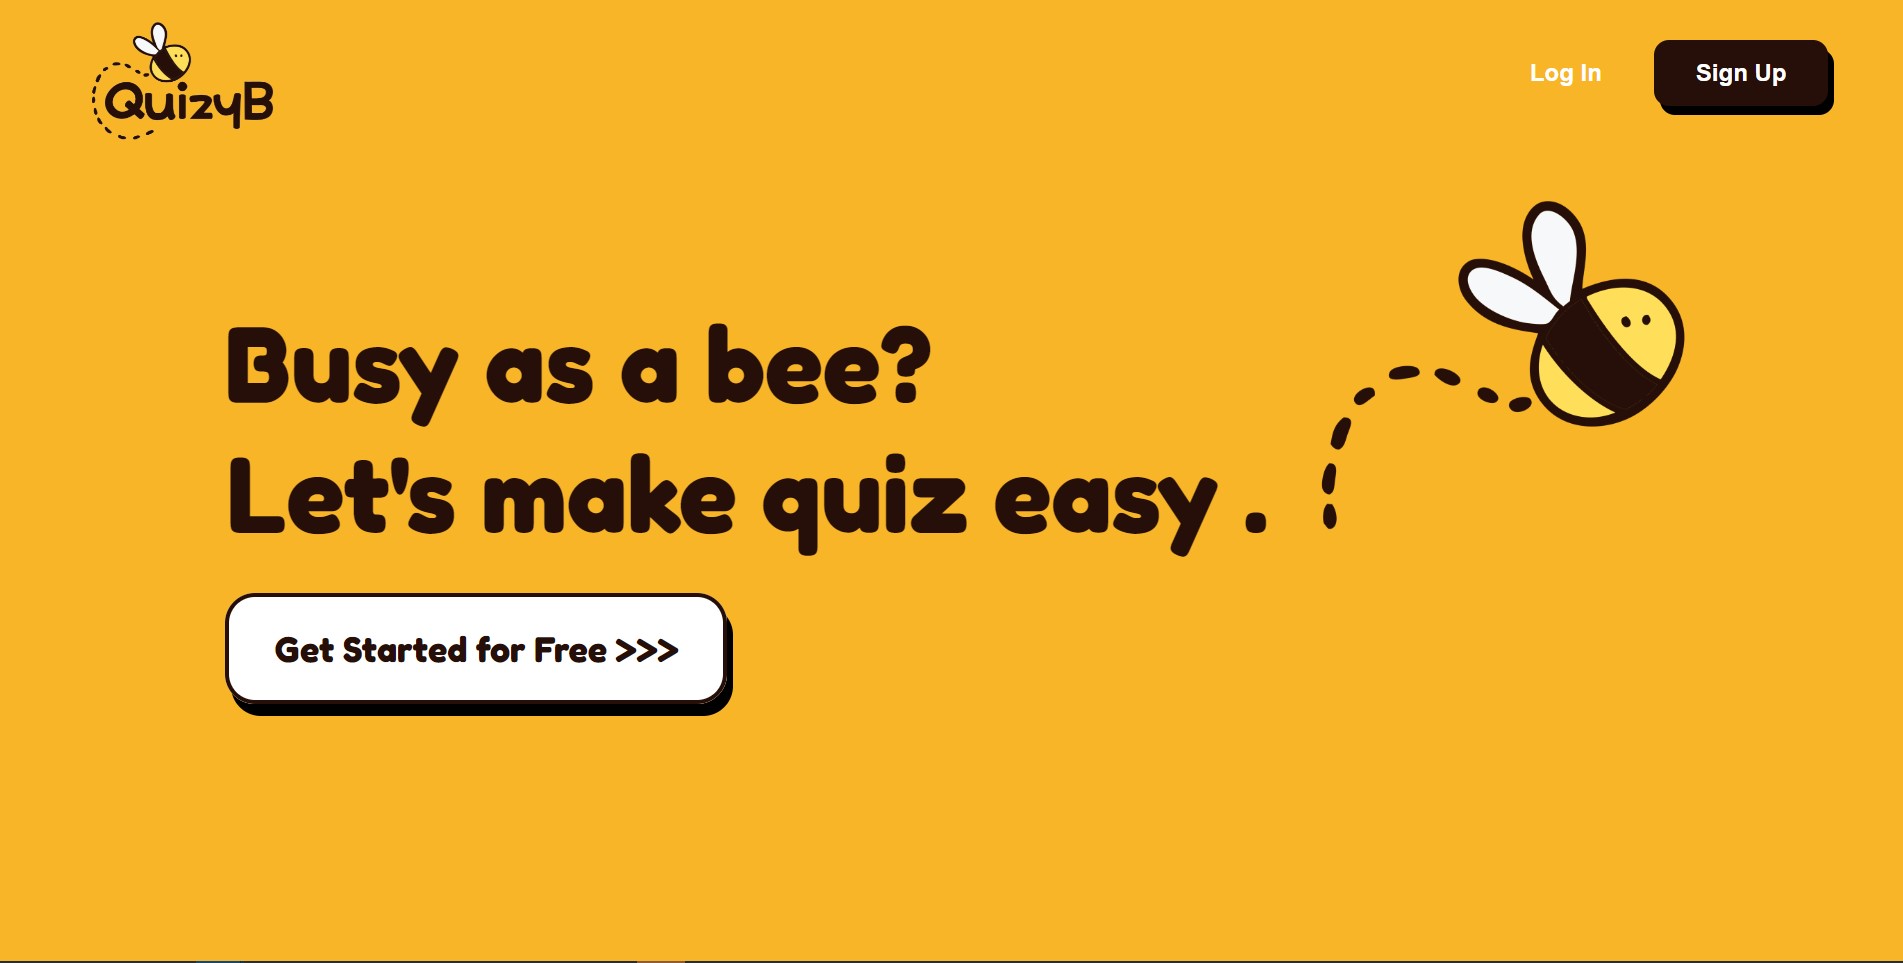 QuizyB
Log In
Sign Up
Busy as a bee?
Let's make quiz easy .
Get Started for Free >>>